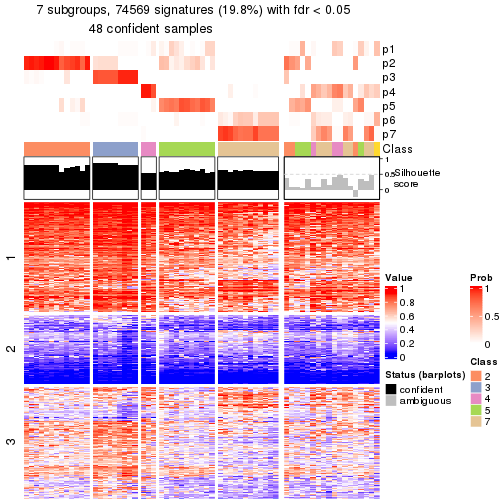 7 subgroups, 74569 signatures (19.8%) with fdr < 0.05
48 confident samples
p1
p2
p3
p4
p5
p6
p7
Class
1
0.5
0
Silhouette
score
1
2
3
Value
1
0.8
0.6
0.4
0.2
0
Status (barplots)
confident
ambiguous
Prob
1
0.5
0
Class
2
3
4
5
7